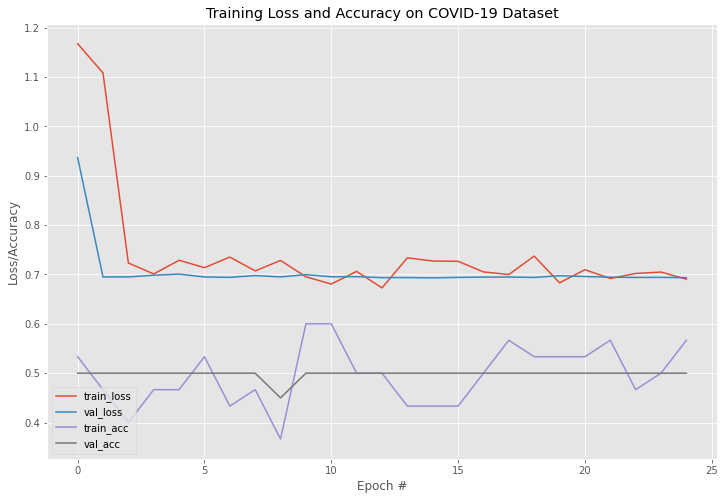 Training Loss and Accuracy on COVID-19 Dataset
1.2
1.1
1.0
0.9
0.8
0.7
0.6
0.5
0.4
Loss/Accuracy
train_loss
val_loss
train_acc
val_acc
0
5
10
15
20
25
Epoch #